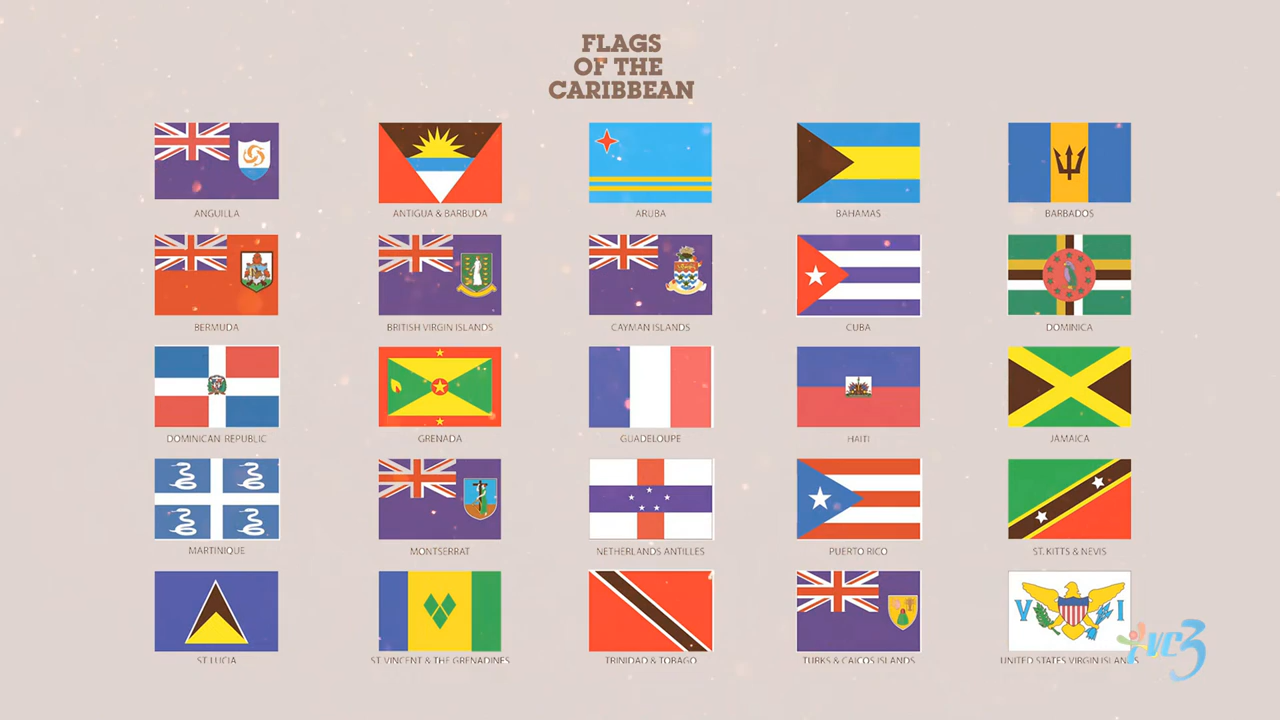 FLAGS
OF THE
CARIBBEAN
ANGUILLA
ANTIGUA & BARBUDA
ARUBA
BAHAMAS
BARBADOS
BERMUDA
BRITISH VIRGIN ISLANDS
CAYMAN ISLANDS
CUBA
DOMINICA
DOMINICAN REPUBLIC
GRENADA
GUADELOUPE
HAITI
JAMAICA
MARTINIQUE
MONTSERRAT
NETHERLANDS ANTILLES
PUERTO RICO
ST. KITTS & NEVIS
V I
ST LUCIA
ST VINCENT & THE GRENADINES
TRINIDAD & TOBAGO
TURKS & CAICOS ISLANDS
UNITED STATES VIRGIN ISLANDS
ivc3